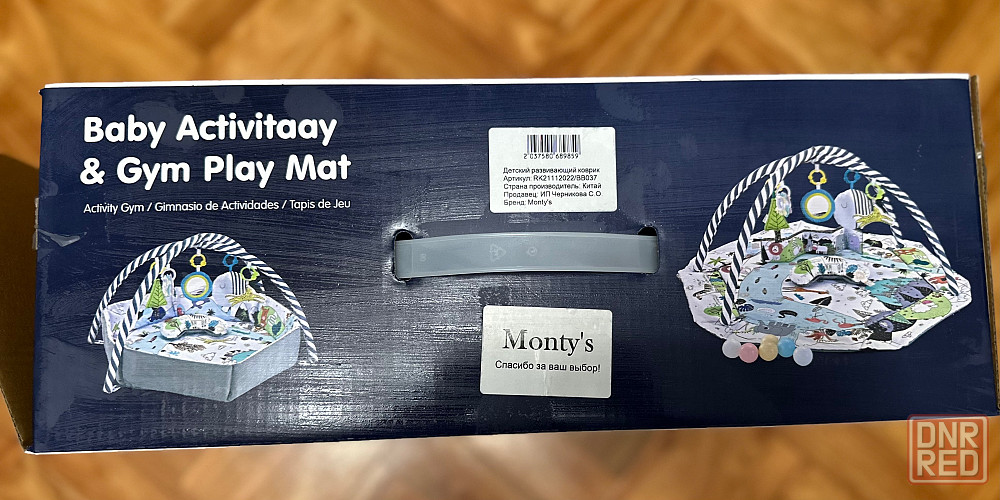 Baby Activitaay
& Gym Play Mat
Activity Gym / Gimnasio de Actividades / Tapis de Jeu
2 037580 689859
Детский развивающий коврик
Артикул: RK21112022/BB037
Страна производитель: Китай
Продавец: ИП Черникова С.О.
Бренд: Monty's
Monty's
Спасибо за ваш выбор!
DNR
RED